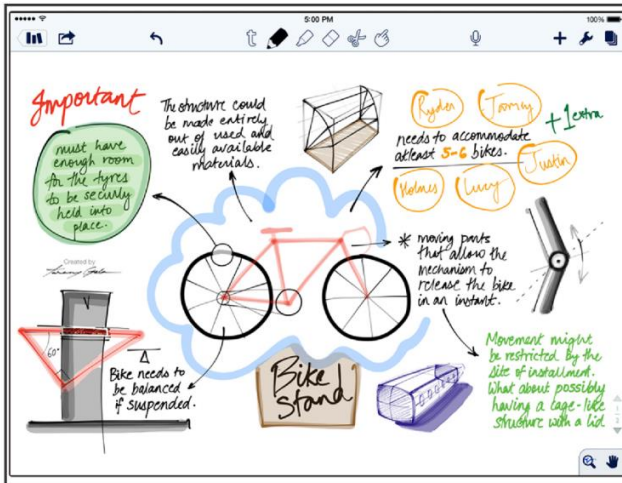 5:00 PM
100%
t
Important
must have
enough room
for the tyres
to be securly
held into
place.
The structure could
be made entirely
out of used and
easily available
materials.
Ryder
Tommy
+1 extra
needs to accommodate
atleast 5-6 bikes.
Justin
Holmes
Lucy
* moving parts
that allow the
mechanism to
release the bike
in an instant.
Created by
60°
Bike needs to
be balanced
if suspended.
Bike
Stand
Movement might
be restricted by the
site of installment.
What about possibly
having a cage-like
structure with a lid